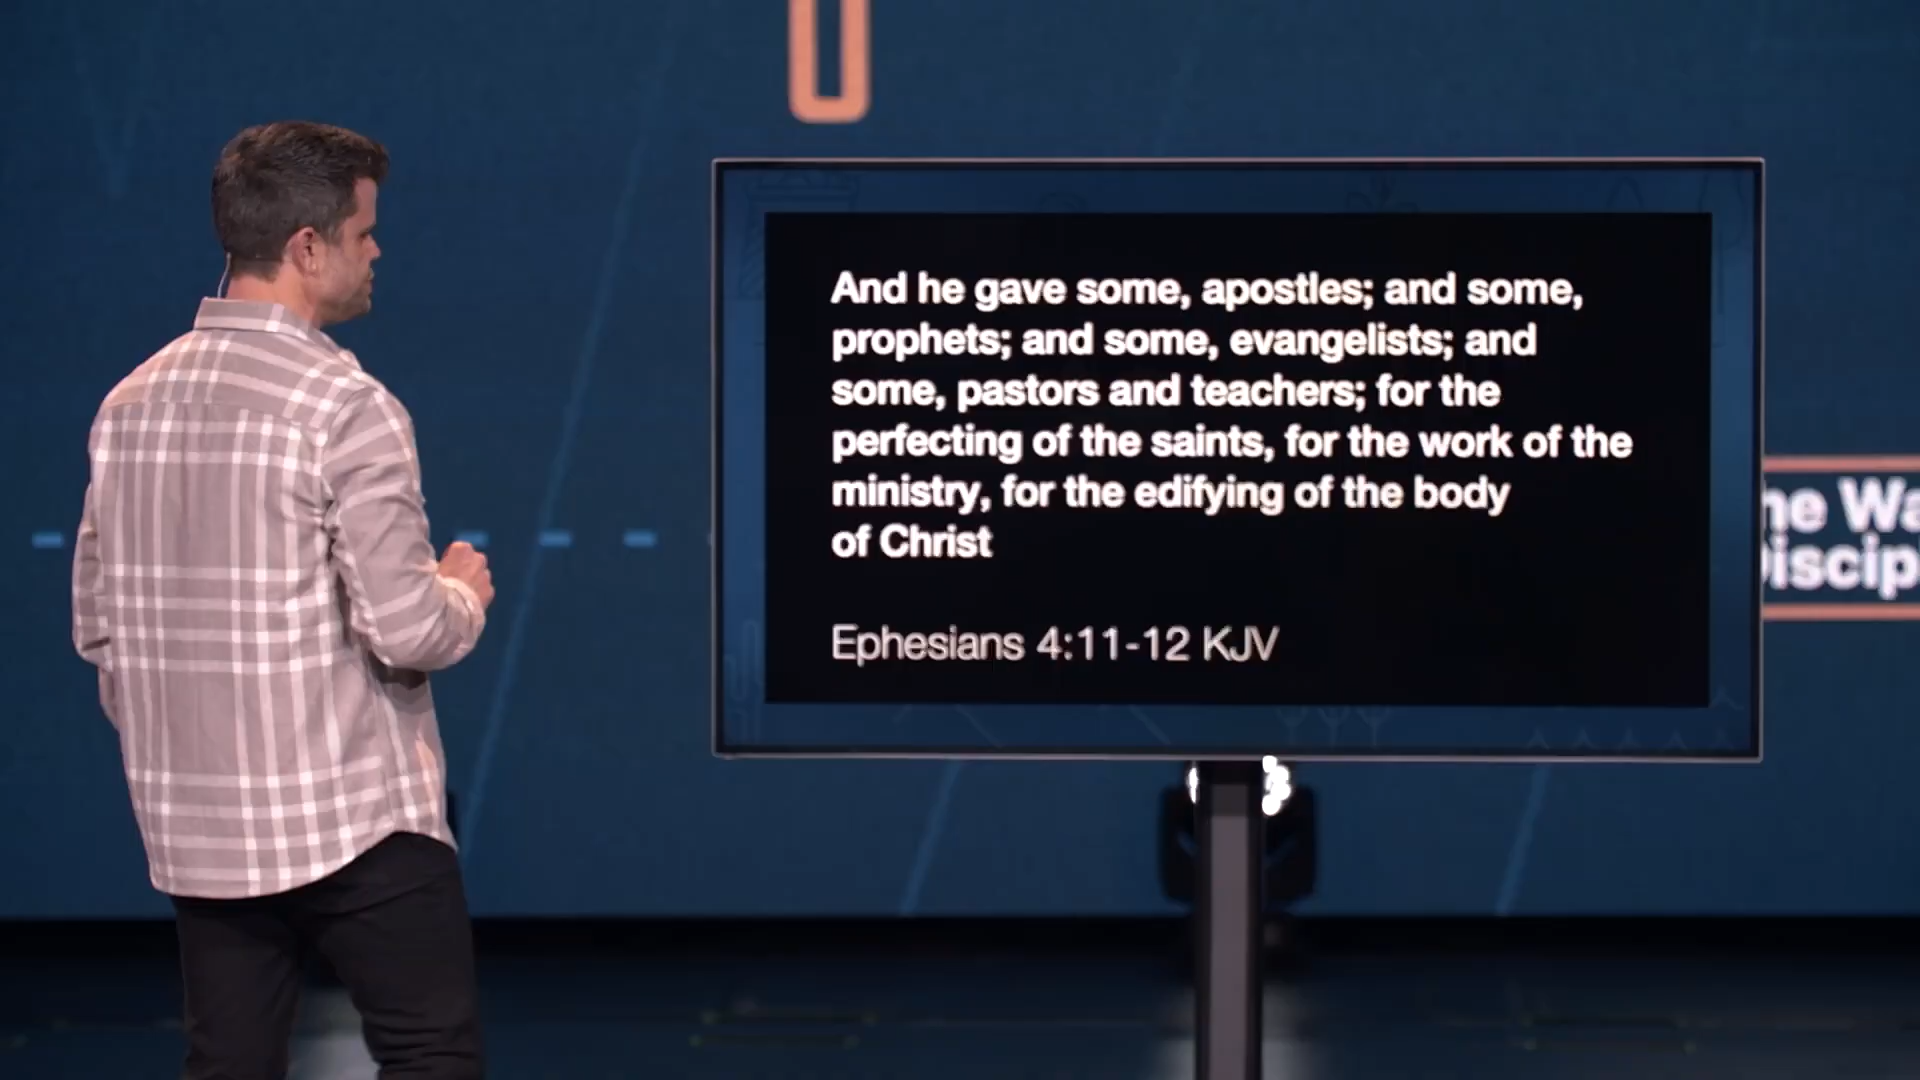 And he gave some, apostles; and some,
prophets; and some, evangelists; and
some, pastors and teachers; for the
perfecting of the saints, for the work of the
ministry, for the edifying of the body
of Christ
Ephesians 4:11-12 KJV